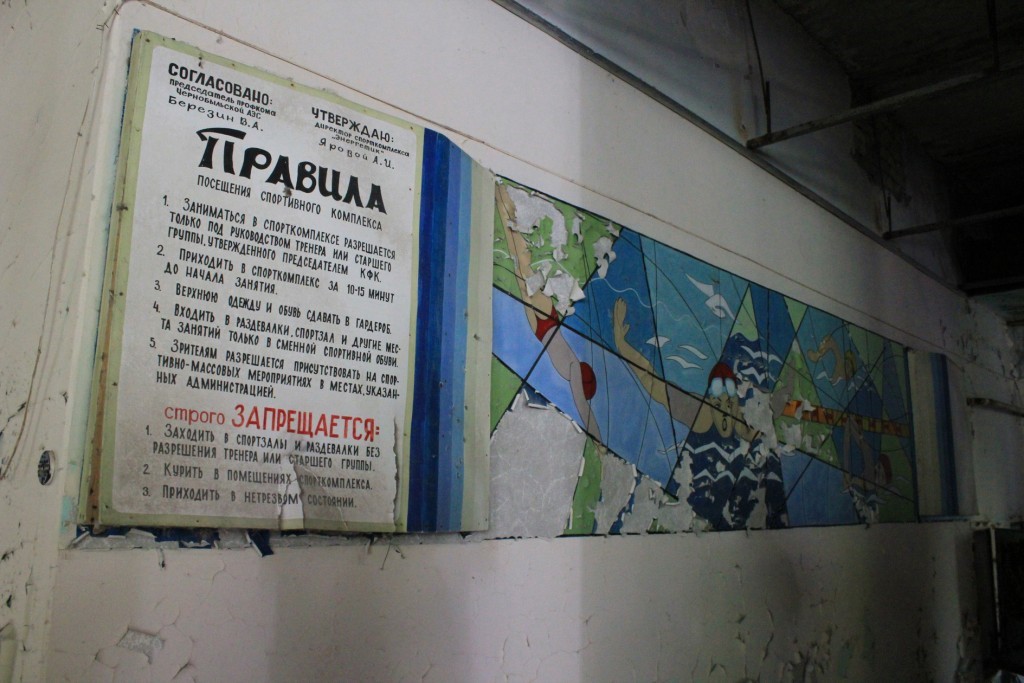 СОГЛАСОВАНО:
ПРЕДСЕДАТЕЛЬ ПРОФКОМА
ЧЕРНОБЫЛЬСКОЙ АЭС
БЕРЕЗИН В.А.
УТВЕРЖДАЮ:
ДИРЕКТОР СПОРТКОМПЛЕКСА
"ЭНЕРГЕТИК"
ЯРОВОЙ А.И.
ПРАВИЛА
ПОСЕЩЕНИЯ СПОРТИВНОГО КОМПЛЕКСА
1. ЗАНИМАТЬСЯ В СПОРТКОМПЛЕКСЕ РАЗРЕШАЕТСЯ
ТОЛЬКО ПОД РУКОВОДСТВОМ ТРЕНЕРА ИЛИ СТАРШЕГО
ГРУППЫ, УТВЕРЖДЕННОГО ПРЕДСЕДАТЕЛЕМ КФК.
2. ПРИХОДИТЬ В СПОРТКОМПЛЕКС ЗА 10-15 МИНУТ
ДО НАЧАЛА ЗАНЯТИЯ.
3. ВЕРХНЮЮ ОДЕЖДУ И ОБУВЬ СДАВАТЬ В ГАРДЕРОБ.
4. ВХОДИТЬ В РАЗДЕВАЛКИ, СПОРТЗАЛ И ДРУГИЕ МЕС-
ТА ЗАНЯТИЙ ТОЛЬКО В СМЕННОЙ СПОРТИВНОЙ ОБУВИ.
5. ЗРИТЕЛЯМ РАЗРЕШАЕТСЯ ПРИСУТСТВОВАТЬ НА СПОР-
ТИВНО-МАССОВЫХ МЕРОПРИЯТИЯХ В МЕСТАХ, УКАЗАН-
НЫХ АДМИНИСТРАЦИЕЙ.
СТРОГО ЗАПРЕЩАЕТСЯ:
1. ЗАХОДИТЬ В СПОРТЗАЛЫ И РАЗДЕВАЛКИ БЕЗ
РАЗРЕШЕНИЯ ТРЕНЕРА ИЛИ СТАРШЕГО ГРУППЫ.
2. КУРИТЬ В ПОМЕЩЕНИЯХ СПОРТКОМПЛЕКСА.
3. ПРИХОДИТЬ В НЕТРЕЗВОМ СОСТОЯНИИ.